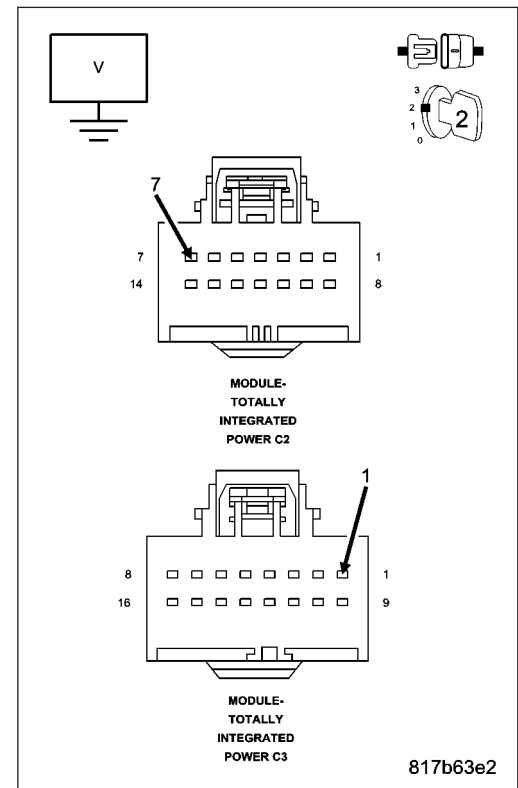 V
3
2
1
0
2
7
7 1
14 8
MODULE-
TOTALLY
INTEGRATED
POWER C2
1
8 1
16 9
MODULE-
TOTALLY
INTEGRATED
POWER C3
817b63e2